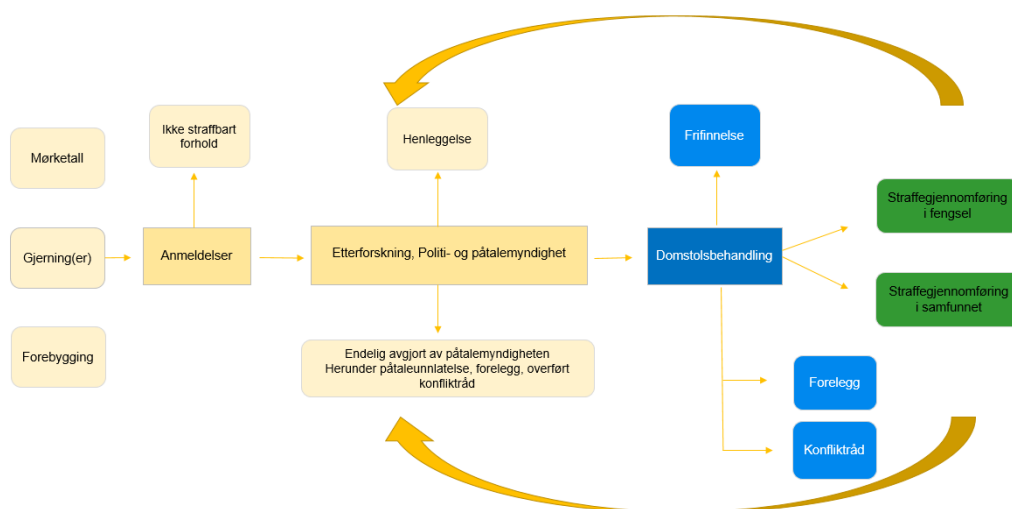 Mørketall
Ikke straffbart
forhold
Henleggelse
Frifinnelse
Gjerning(er)
Anmeldelser
Etterforskning, Politi- og påtalemyndighet
Domstolsbehandling
Straffegjennomføring
i fengsel
Straffegjennomføring
i samfunnet
Forebygging
Endelig avgjort av påtalemyndigheten
Herunder påtaleunnlatelse, forelegg, overført
konfliktråd
Forelegg
Konfliktråd